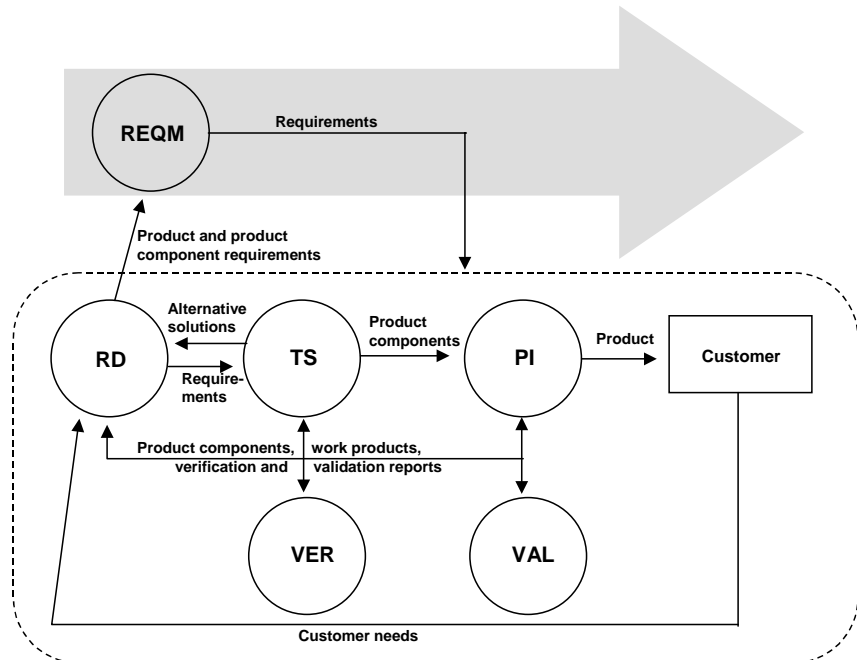 REQM
Requirements
Product and product
component requirements
Alternative
solutions
RD
TS
Product
components
PI
Product
Customer
Require-
ments
Product components, work products,
verification and validation reports
VER
VAL
Customer needs